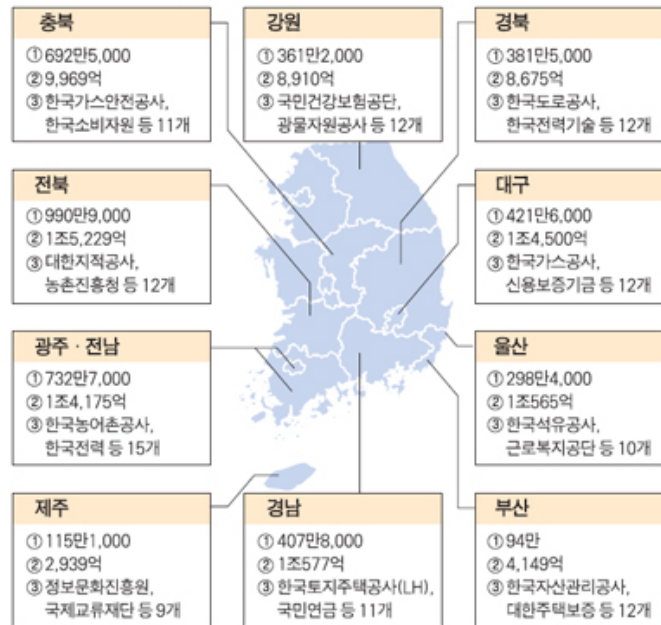 충북
① 692만5,000
② 9,969억
③ 한국가스안전공사,
한국소비자원 등 11개
강원
① 361만2,000
② 8,910억
③ 국민건강보험공단,
광물자원공사 등 12개
경북
① 381만5,000
② 8,675억
③ 한국도로공사,
한국전력기술 등 12개
전북
① 990만9,000
② 1조5,229억
③ 대한지적공사,
농촌진흥청 등 12개
대구
① 421만6,000
② 1조4,500억
③ 한국가스공사,
신용보증기금 등 12개
광주·전남
① 732만7,000
② 1조4,175억
③ 한국농어촌공사,
한국전력 등 15개
울산
① 298만4,000
② 1조565억
③ 한국석유공사,
근로복지공단 등 10개
제주
① 115만1,000
② 2,939억
③ 정보문화진흥원,
국제교류재단 등 9개
경남
① 407만8,000
② 1조577억
③ 한국토지주택공사(LH),
국민연금 등 11개
부산
① 94만
② 4,149억
③ 한국자산관리공사,
대한주택보증 등 12개